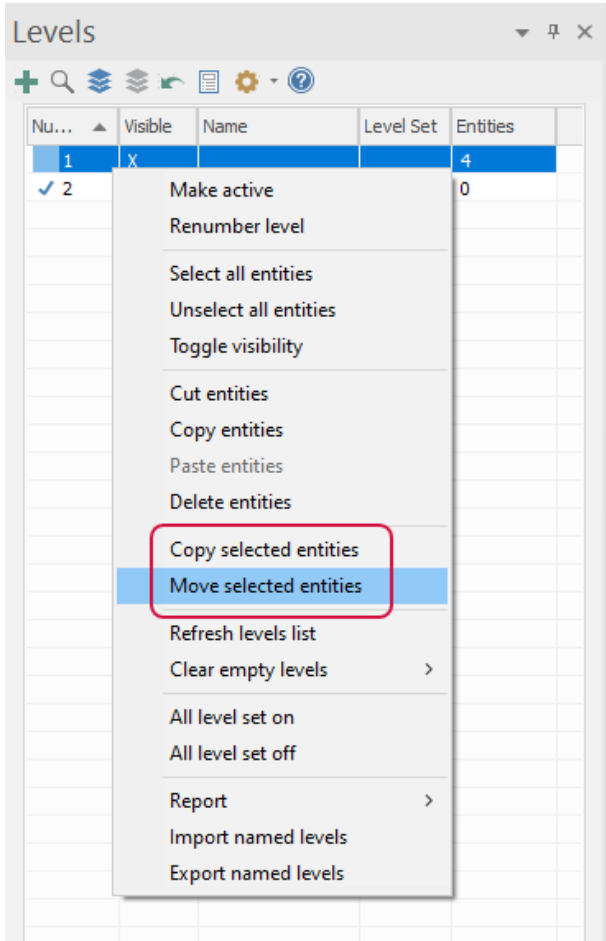 Levels
Nu... Visible Name Level Set Entities
1 X 4
2 0
Make active
Renumber level
Select all entities
Unselect all entities
Toggle visibility
Cut entities
Copy entities
Paste entities
Delete entities
Copy selected entities
Move selected entities
Refresh levels list
Clear empty levels
All level set on
All level set off
Report
Import named levels
Export named levels